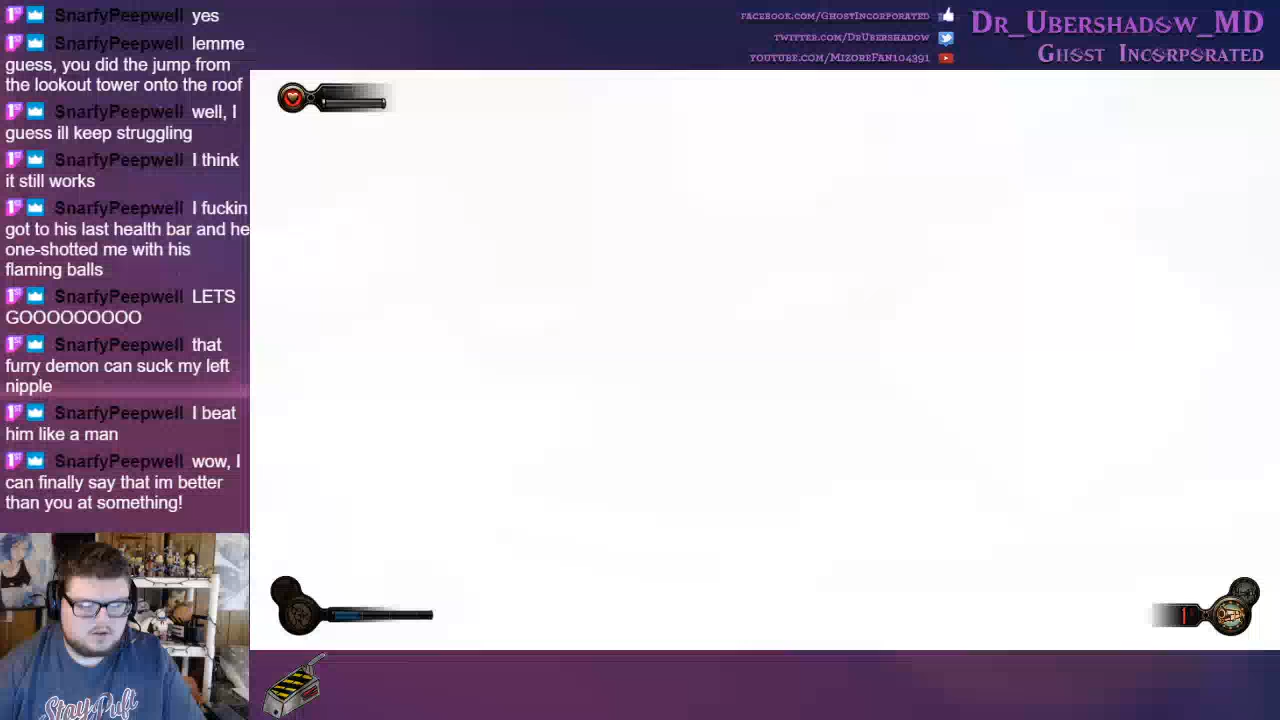 SnarfyPeepwell yes
SnarfyPeepwell lemme
guess, you did the jump from
the lookout tower onto the roof
SnarfyPeepwell well, I
guess ill keep struggling
SnarfyPeepwell I think
it still works
SnarfyPeepwell I fuckin
got to his last health bar and he
one-shotted me with his
flaming balls
SnarfyPeepwell LETS
GOOOOOOOOO
SnarfyPeepwell that
furry demon can suck my left
nipple
SnarfyPeepwell I beat
him like a man
SnarfyPeepwell wow, I
can finally say that im better
than you at something!
facebook.com/GhostIncorporated
twitter.com/DrUbershadow
youtube.com/MizoreFan104391
Dr_Ubershadow_MD
Ghost Incorporated
Stay Puft